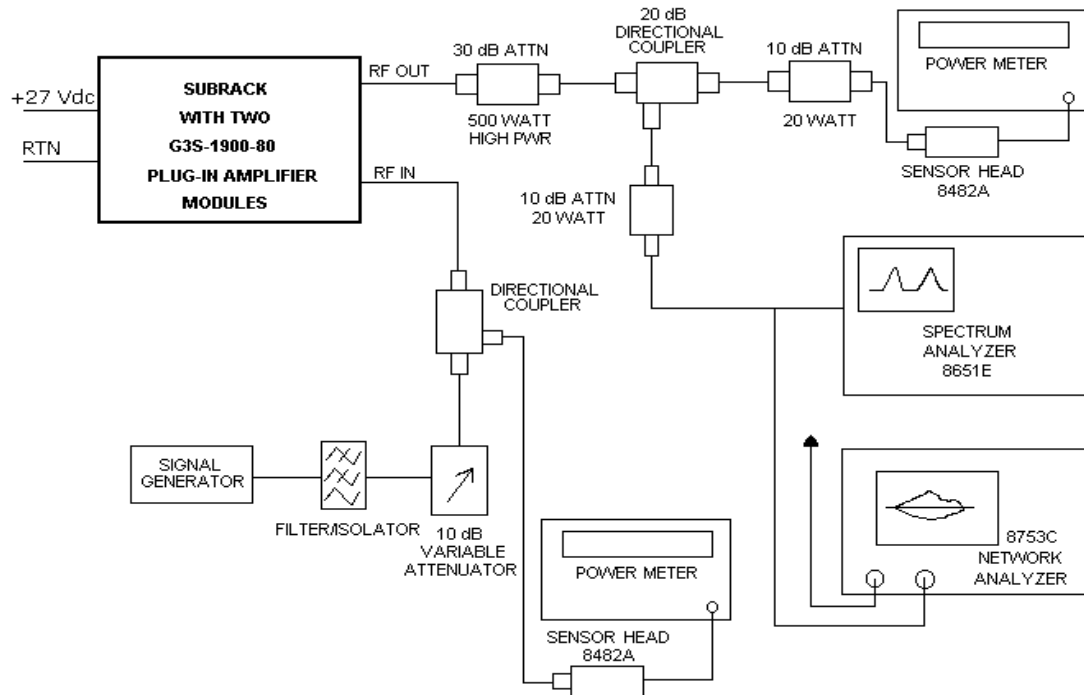 20 dB
DIRECTIONAL
COUPLER
30 dB ATTN
10 dB ATTN
POWER METER
RF OUT
SUBRACK
WITH TWO
G3S-1900-80
PLUG-IN AMPLIFIER
MODULES
+27 Vdc
RTN
500 WATT
HIGH PWR
20 WATT
SENSOR HEAD
8482A
RF IN
10 dB ATTN
20 WATT
DIRECTIONAL
COUPLER
SPECTRUM
ANALYZER
8651E
SIGNAL
GENERATOR
FILTER/ISOLATOR
10 dB
VARIABLE
ATTENUATOR
POWER METER
8753C
NETWORK
ANALYZER
SENSOR HEAD
8482A